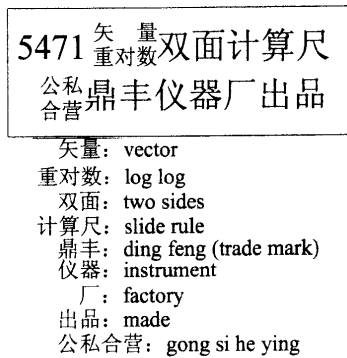 5471 矢量重对数双面计算尺
公私合营鼎丰仪器厂出品
矢量：vector
重对数：log log
双面：two sides
计算尺：slide rule
鼎丰：ding feng (trade mark)
仪器：instrument
厂：factory
出品：made
公私合营：gong si he ying